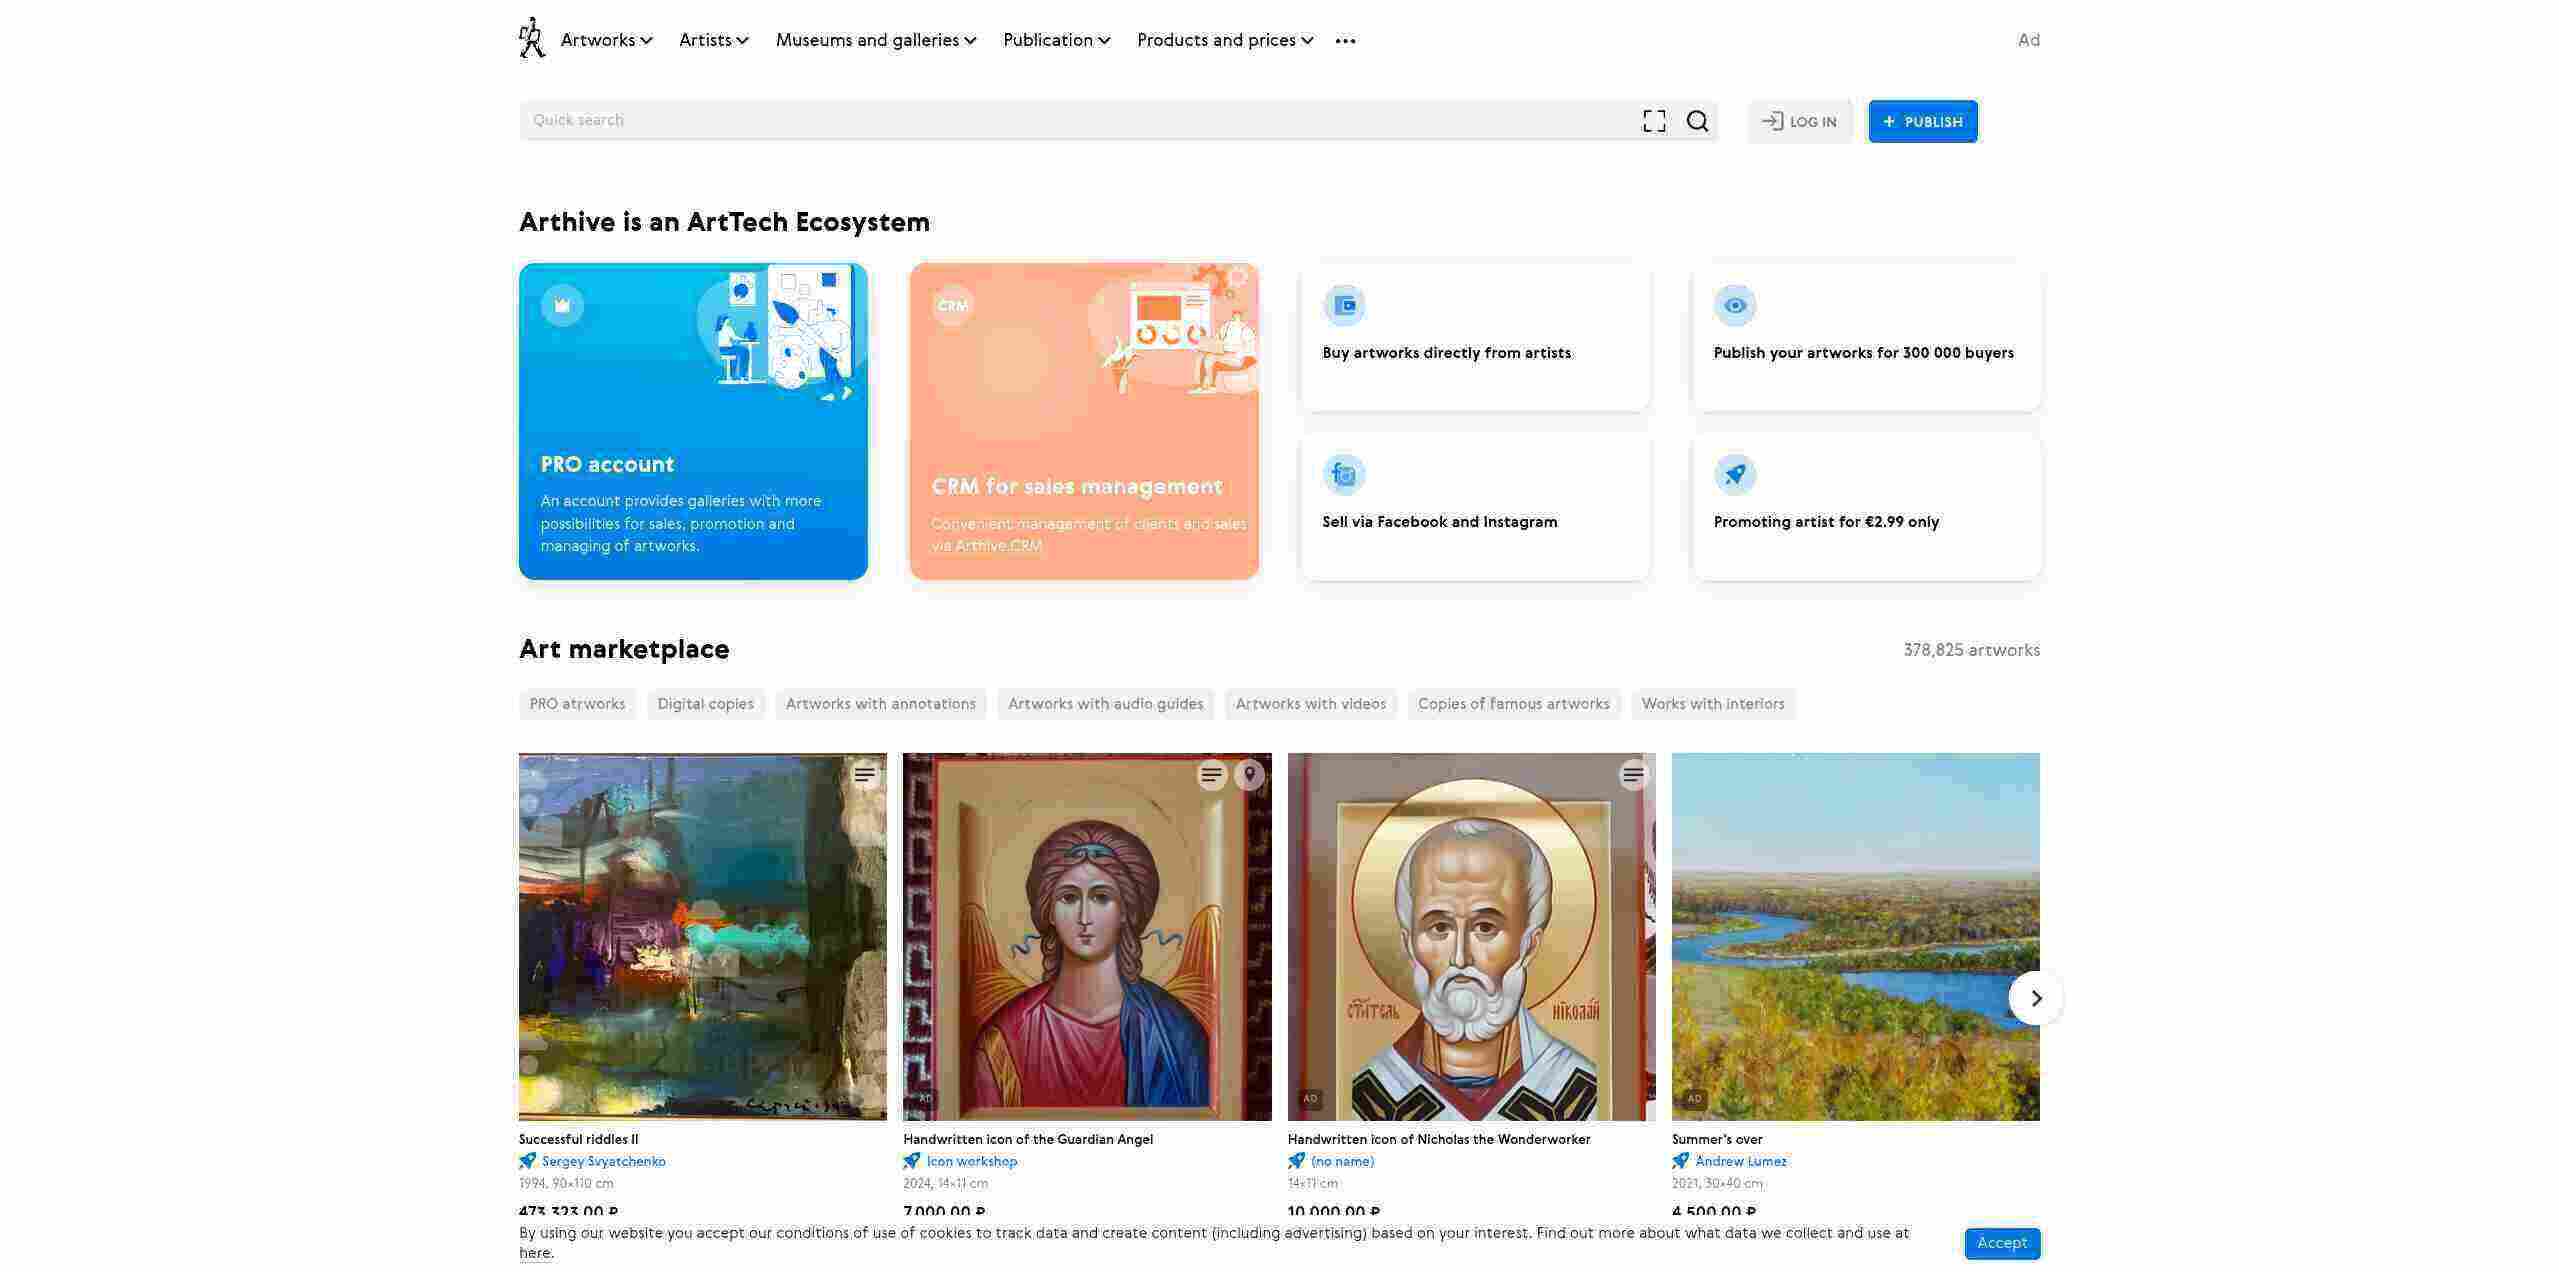 Artworks
Artists
Museums and galleries
Publication
Products and prices
Ad
Quick search
LOG IN
+ PUBLISH
Arthive is an ArtTech Ecosystem
PRO account
An account provides galleries with more
possibilities for sales, promotion and
managing of artworks.
CRM
CRM for sales management
Convenient management of clients and sales
via Arthive.CRM
Buy artworks directly from artists
Publish your artworks for 300 000 buyers
Sell via Facebook and Instagram
Promoting artist for €2.99 only
Art marketplace
378,825 artworks
PRO atrworks
Digital copies
Artworks with annotations
Artworks with audio guides
Artworks with videos
Copies of famous artworks
Works with interiors
AD
СТ҃ИТЕЛЬ
НІКОЛАЙ
AD
AD
Successful riddles II
Sergey Svyatchenko
1994, 90×110 cm
473 323.00 ₽
Handwritten icon of the Guardian Angel
Icon workshop
2024, 14×11 cm
7 000.00 ₽
Handwritten icon of Nicholas the Wonderworker
(no name)
14×11 cm
10 000.00 ₽
Summer's over
Andrew Lumez
2021, 30×40 cm
4 500.00 ₽
By using our website you accept our conditions of use of cookies to track data and create content (including advertising) based on your interest. Find out more about what data we collect and use at
here.
Accept